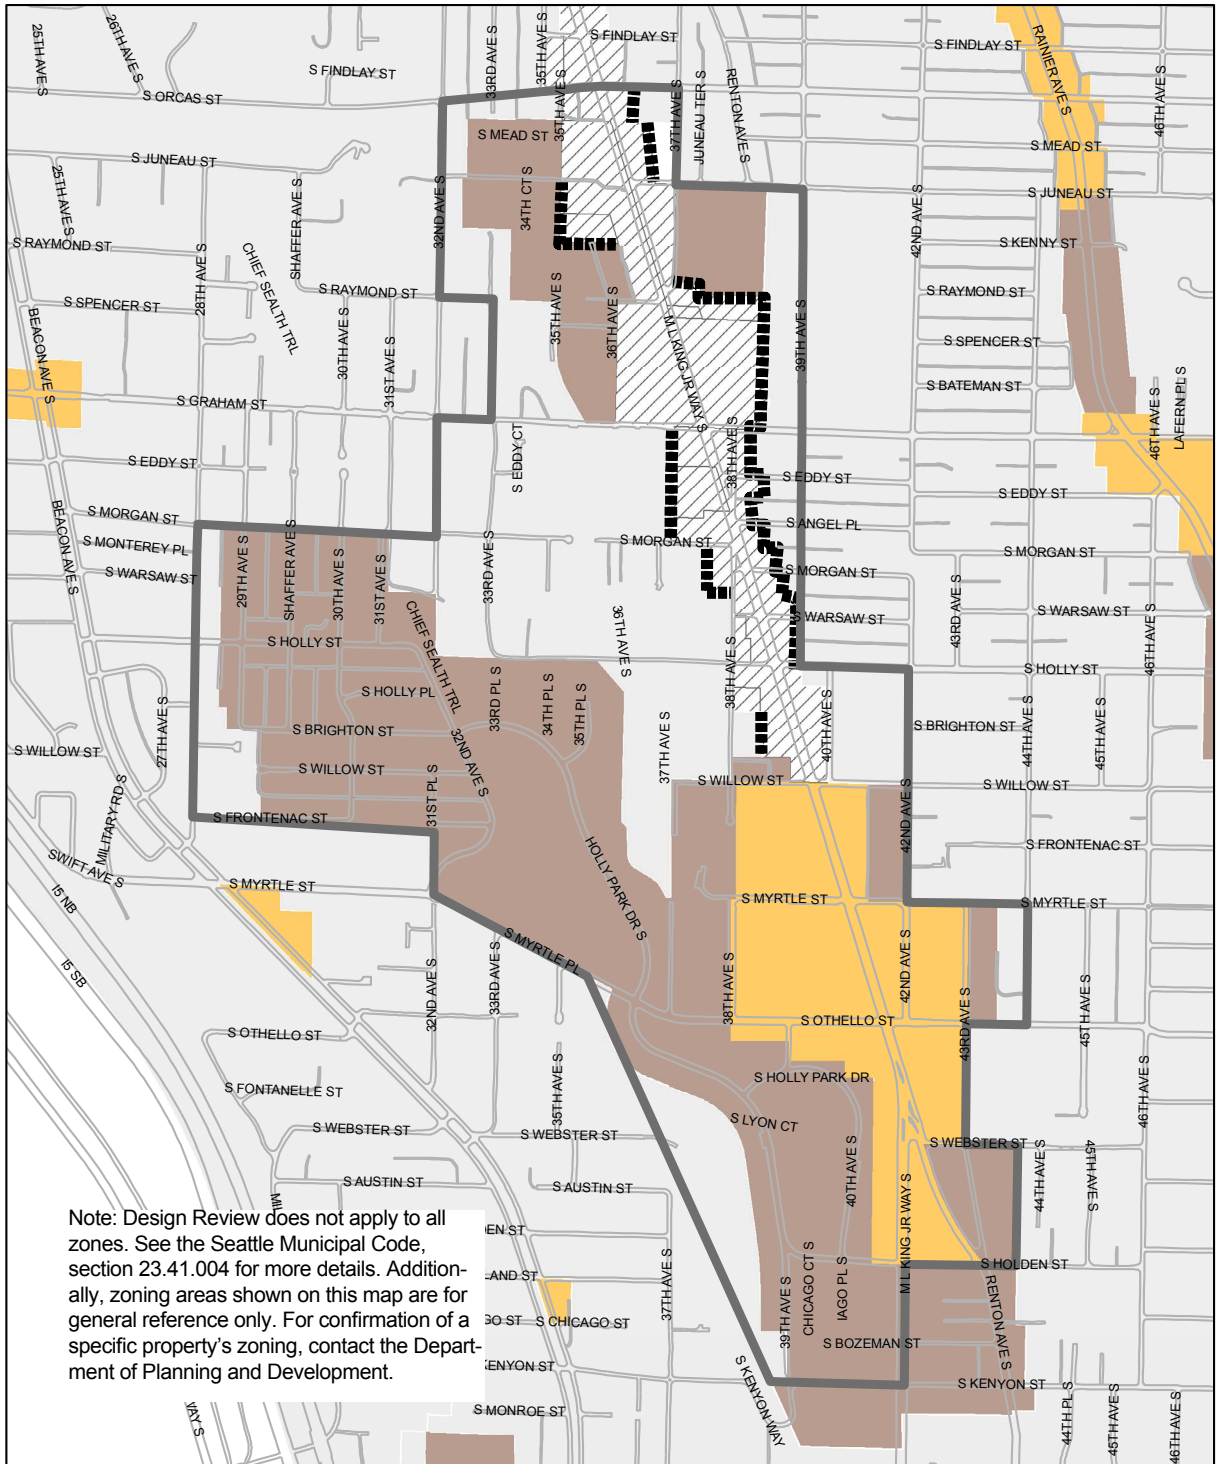 25TH AVE S
26TH AVE S
S FINDLAY ST
33RD AVE S
35TH AVE S
S FINDLAY ST
S FINDLAY ST
RAINIER AVE S
46TH AVE S
S ORCAS ST
35TH AVE S
37TH AVE S
JUNEAU TER S
RENTON AVE S
S MEAD ST
S MEAD ST
S JUNEAU ST
S JUNEAU ST
25TH AVE S
SHAFFER AVE S
32ND AVE S
34TH CT S
42ND AVE S
S RAYMOND ST
28TH AVE S
CHIEF SEALTH TRL
S KENNY ST
S SPENCER ST
S RAYMOND ST
S RAYMOND ST
BEACON AVE S
30TH AVE S
31ST AVE S
35TH AVE S
36TH AVE S
M L KING JR WAY S
39TH AVE S
S SPENCER ST
S BATEMAN ST
S GRAHAM ST
46TH AVE S
LAFERN PL S
S EDDY ST
S EDDY CT
38TH AVE S
S EDDY ST
S EDDY ST
BEACON AVE S
S MORGAN ST
S ANGEL PL
S MONTEREY PL
S MORGAN ST
S MORGAN ST
S WARSAW ST
29TH AVE S
SHAFFER AVE S
30TH AVE S
31ST AVE S
33RD AVE S
S MORGAN ST
43RD AVE S
S WARSAW ST
S WARSAW ST
CHIEF SEALTH TRL
36TH AVE S
38TH AVE S
46TH AVE S
S HOLLY ST
S HOLLY ST
S HOLLY PL
33RD PL S
34TH PL S
35TH PL S
27TH AVE S
S BRIGHTON ST
32ND AVE S
37TH AVE S
40TH AVE S
S BRIGHTON ST
44TH AVE S
45TH AVE S
S WILLOW ST
S WILLOW ST
31ST PL S
S WILLOW ST
S WILLOW ST
MILITARY RD S
S FRONTENAC ST
42ND AVE S
S FRONTENAC ST
SWIFT AVE S
HOLLY PARK DR S
I5 NB
S MYRTLE ST
S MYRTLE ST
S MYRTLE ST
S MYRTLE PL
I5 SB
32ND AVE S
33RD AVE S
38TH AVE S
42ND AVE S
43RD AVE S
45TH AVE S
S OTHELLO ST
S OTHELLO ST
S FONTANELLE ST
35TH AVE S
S HOLLY PARK DR
46TH AVE S
S WEBSTER ST
S WEBSTER ST
S LYON CT
40TH AVE S
S WEBSTER ST
44TH AVE S
45TH AVE S
S AUSTIN ST
S AUSTIN ST
M L KING JR WAY S
MI
Note: Design Review does not apply to all
zones. See the Seattle Municipal Code,
section 23.41.004 for more details. Addition-
ally, zoning areas shown on this map are for
general reference only. For confirmation of a
specific property's zoning, contact the Depart-
ment of Planning and Development.
DEN ST
LAND ST
GO ST
S CHICAGO ST
KENYON ST
37TH AVE S
39TH AVE S
CHICAGO CT S
IAGO PL S
S HOLDEN ST
RENTON AVE S
S BOZEMAN ST
S KENYON ST
S KENYON WAY
WAY S
S MONROE ST
44TH PL S
45TH AVE S
46TH AVE S